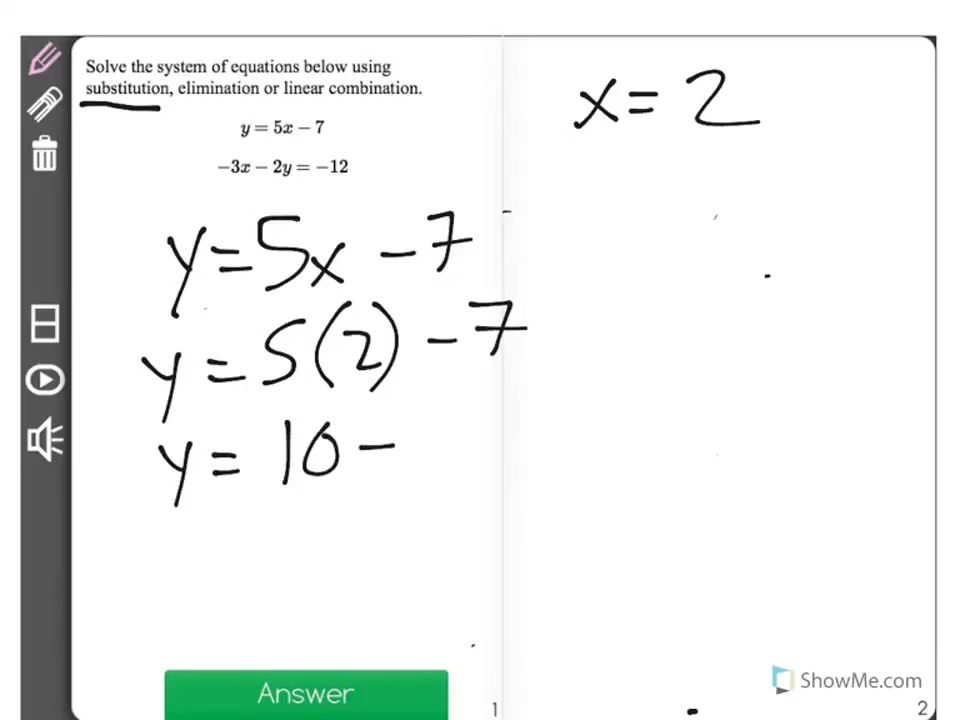 Solve the system of equations below using
substitution, elimination or linear combination.
y = 5x − 7
−3x − 2y = −12
y = 5x − 7
y = 5(2) − 7
y = 10 −
Answer
1
x = 2
ShowMe.com
2